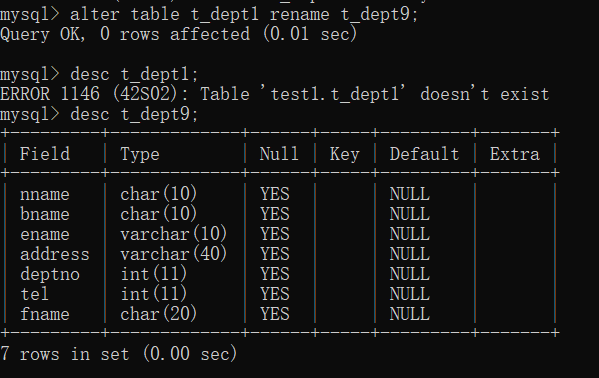 mysql> alter table t_dept1 rename t_dept9;
Query OK, 0 rows affected (0.01 sec)
mysql> desc t_dept1;
ERROR 1146 (42S02): Table 'test1.t_dept1' doesn't exist
mysql> desc t_dept9;
+---------+-------------+------+-----+---------+-------+
| Field | Type | Null | Key | Default | Extra |
+---------+-------------+------+-----+---------+-------+
| nname | char(10) | YES | | NULL | |
| bname | char(10) | YES | | NULL | |
| ename | varchar(10) | YES | | NULL | |
| address | varchar(40) | YES | | NULL | |
| deptno | int(11) | YES | | NULL | |
| tel | int(11) | YES | | NULL | |
| fname | char(20) | YES | | NULL | |
+---------+-------------+------+-----+---------+-------+
7 rows in set (0.00 sec)